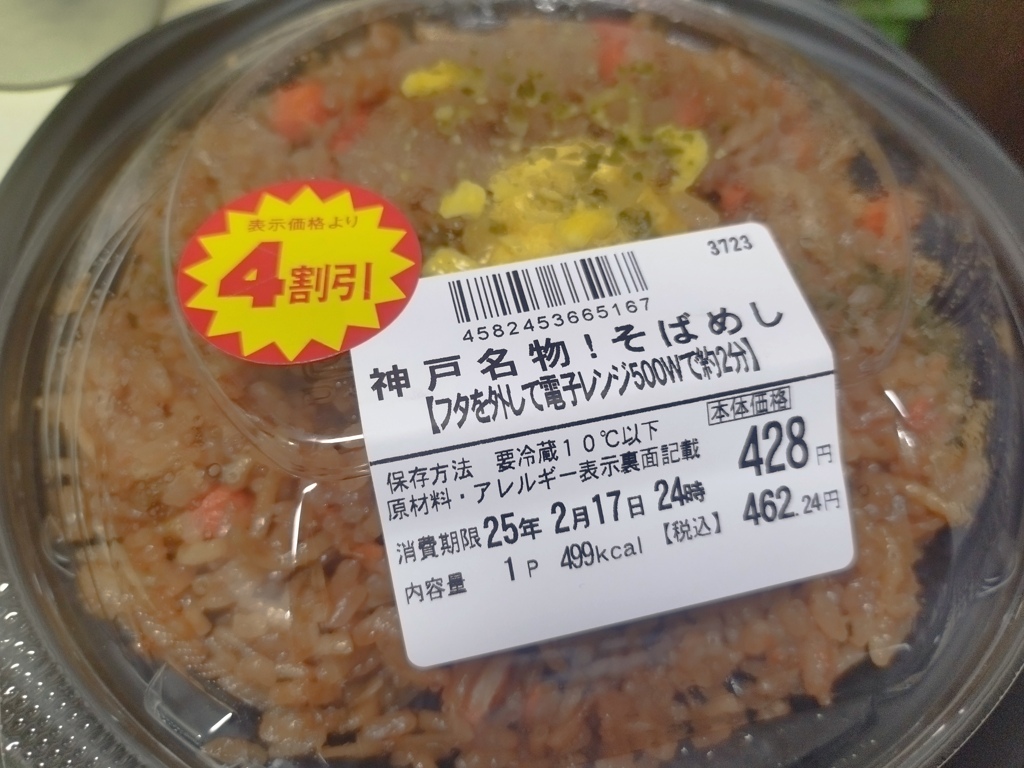 表示価格より
4割引
3723
4582453665167
神戸名物!そばめし
【フタを外して電子レンジ500Wで約2分】
保存方法 要冷蔵10℃以下
原材料・アレルギー表示裏面記載
本体価格
428円
消費期限 25年 2月17日 24時
【税込】 462.24円
内容量 1P 499kcal